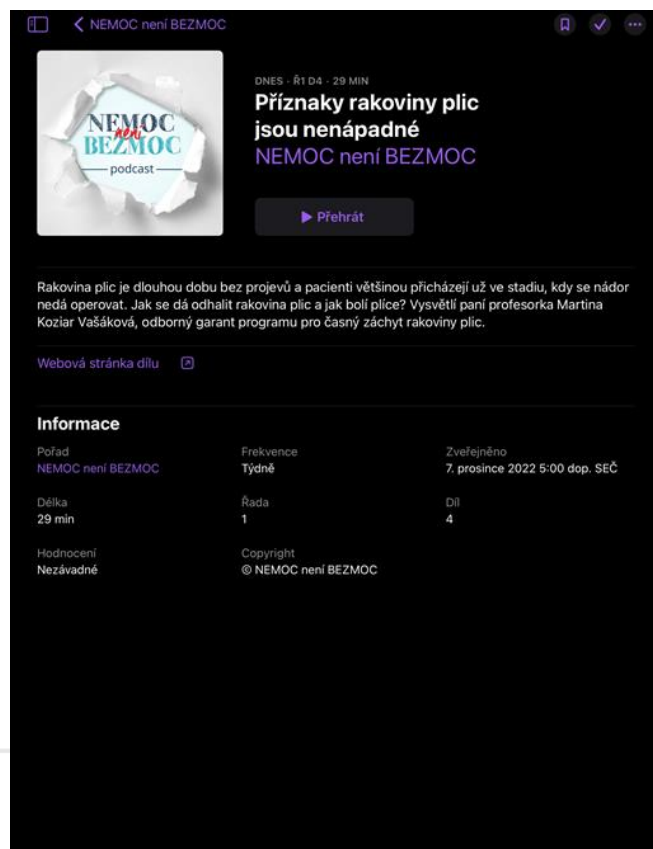 NEMOC není BEZMOC
NEMOC
není
BEZMOC
podcast
DNES · Ř1 D4 · 29 MIN
Příznaky rakoviny plic
jsou nenápadné
NEMOC není BEZMOC
Přehrát
Rakovina plic je dlouhou dobu bez projevů a pacienti většinou přicházejí už ve stadiu, kdy se nádor
nedá operovat. Jak se dá odhalit rakovina plic a jak bolí plíce? Vysvětlí paní profesorka Martina
Koziar Vašáková, odborný garant programu pro časný záchyt rakoviny plic.
Webová stránka dílu
Informace
Pořad Frekvence Zveřejněno
NEMOC není BEZMOC Týdně 7. prosince 2022 5:00 dop. SEČ
Délka Řada Díl
29 min 1 4
Hodnocení Copyright
Nezávadné © NEMOC není BEZMOC